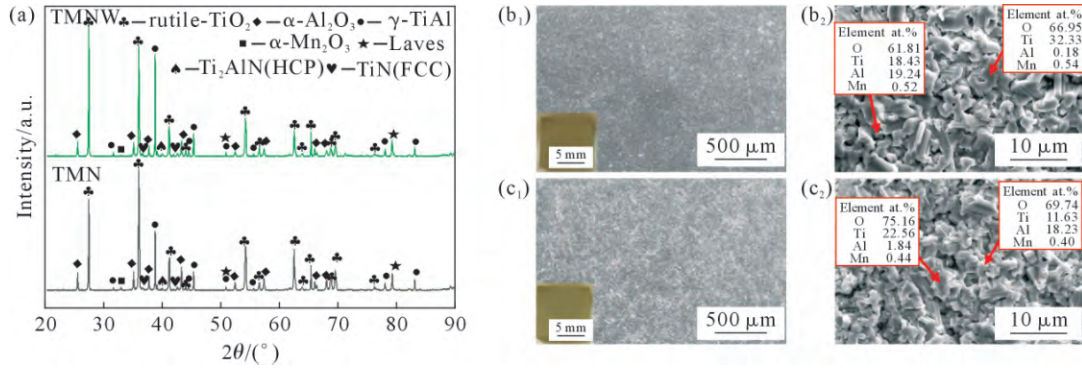 (a)
TMNW
♣—rutile-TiO₂ ◆—α-Al₂O₃ ●—γ-TiAl
■—α-Mn₂O₃ ★—Laves
♠—Ti₂AlN(HCP) ♥—TiN(FCC)
TMN
Intensity/a.u.
20 30 40 50 60 70 80 90
2θ/(°)
(b₁)
5 mm
500 μm
(b₂)
Element at.%
O 61.81
Ti 18.43
Al 19.24
Mn 0.52
Element at.%
O 66.95
Ti 32.33
Al 0.18
Mn 0.54
10 μm
(c₁)
5 mm
500 μm
(c₂)
Element at.%
O 75.16
Ti 22.56
Al 1.84
Mn 0.44
Element at.%
O 69.74
Ti 11.63
Al 18.23
Mn 0.40
10 μm